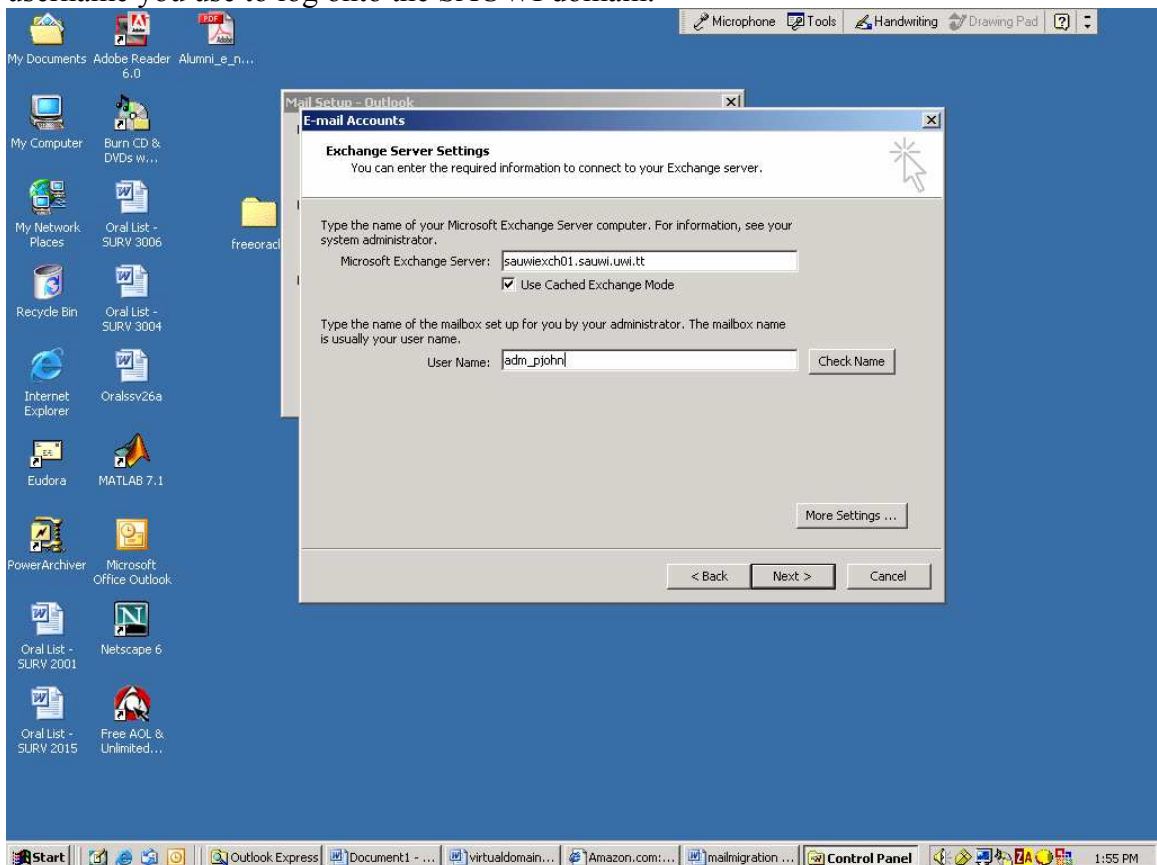 username you use to log onto the SAUWI domain.
Microphone Tools Handwriting Drawing Pad
My Documents
Adobe Reader 6.0
Alumni_e_n...
My Computer
Burn CD & DVDs w...
My Network Places
Oral List - SURV 3006
freeoracl
Recycle Bin
Oral List - SURV 3004
Internet Explorer
Oralssv26a
Eudora
MATLAB 7.1
PowerArchiver
Microsoft Office Outlook
Oral List - SURV 2001
Netscape 6
Oral List - SURV 2015
Free AOL & Unlimited...
Mail Setup - Outlook
E-mail Accounts
Exchange Server Settings
You can enter the required information to connect to your Exchange server.
Type the name of your Microsoft Exchange Server computer. For information, see your
system administrator.
Microsoft Exchange Server: sauwiexch01.sauwi.uwi.tt
Use Cached Exchange Mode
Type the name of the mailbox set up for you by your administrator. The mailbox name
is usually your user name.
User Name: adm_pjohn
Check Name
More Settings ...
< Back Next > Cancel
Start Outlook Express Document1 - ... virtualdomain... Amazon.com:... mailmigration ... Control Panel 1:55 PM